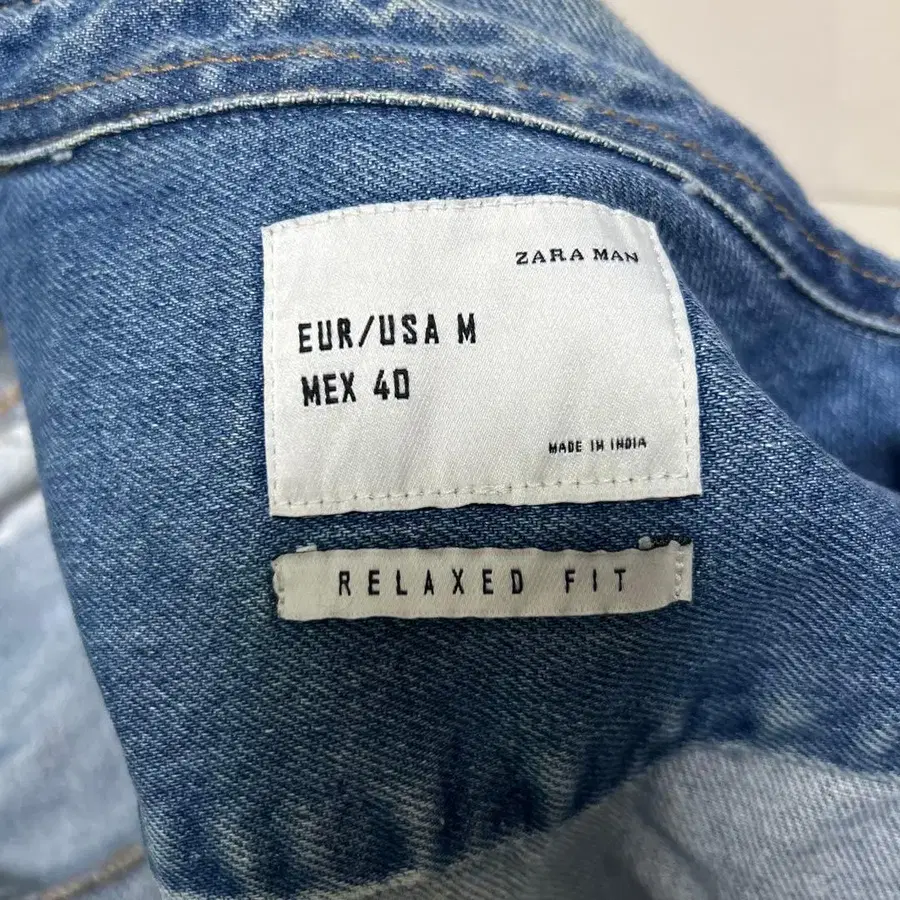 ZARA MAN
EUR/USA M
MEX 40
MADE IN INDIA
RELAXED FIT